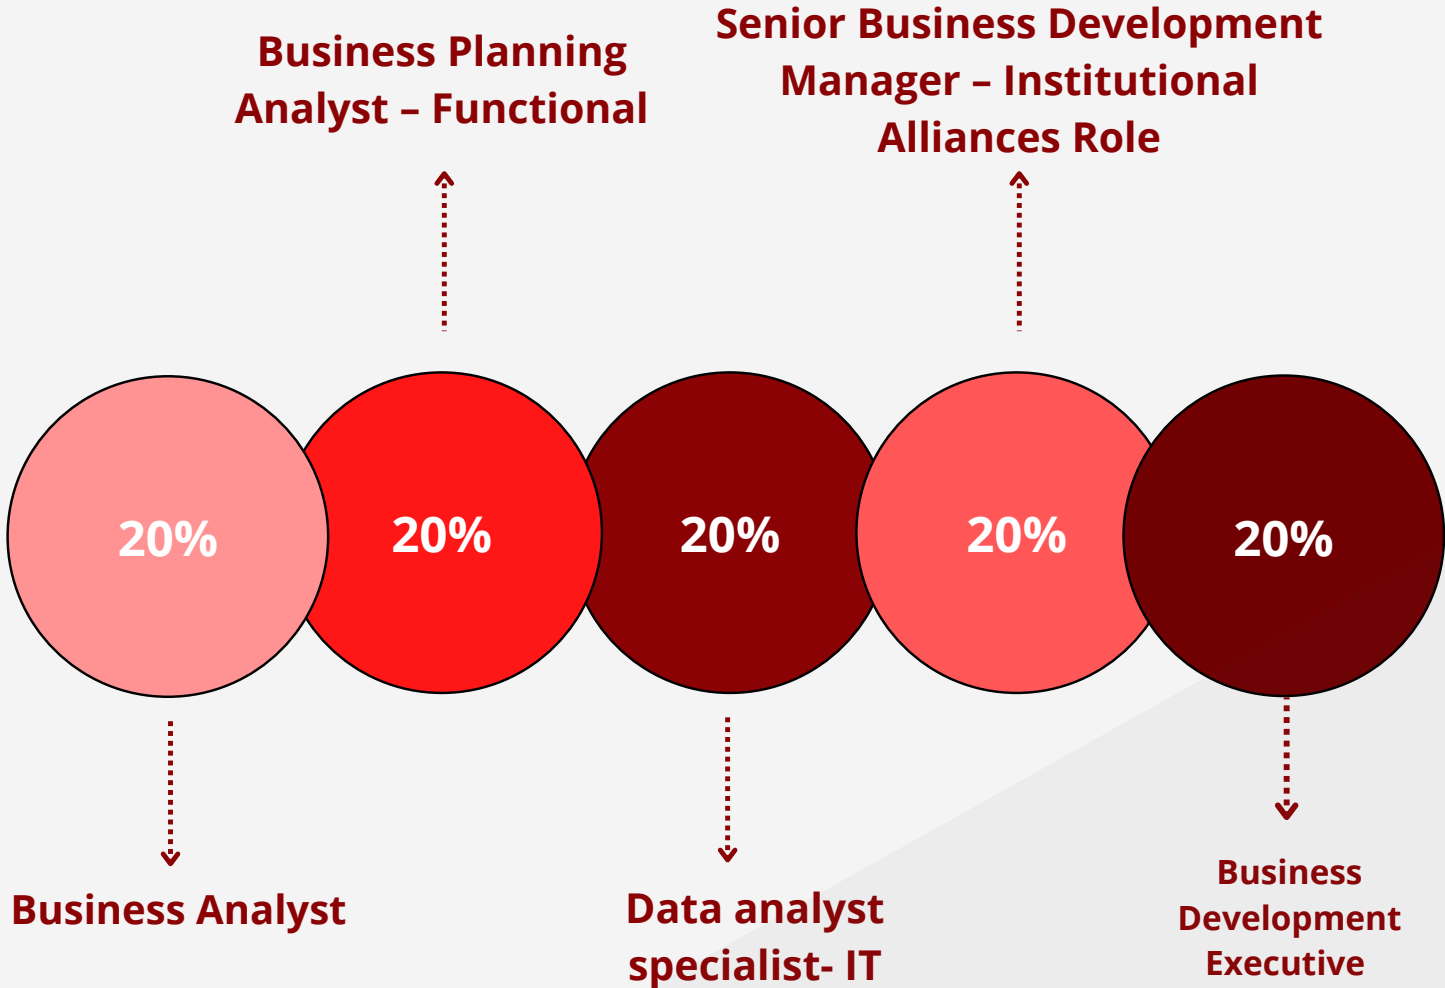 Business Planning
Analyst – Functional
Senior Business Development
Manager – Institutional
Alliances Role
20%
20%
20%
20%
20%
Business Analyst
Data analyst
specialist- IT
Business
Development
Executive